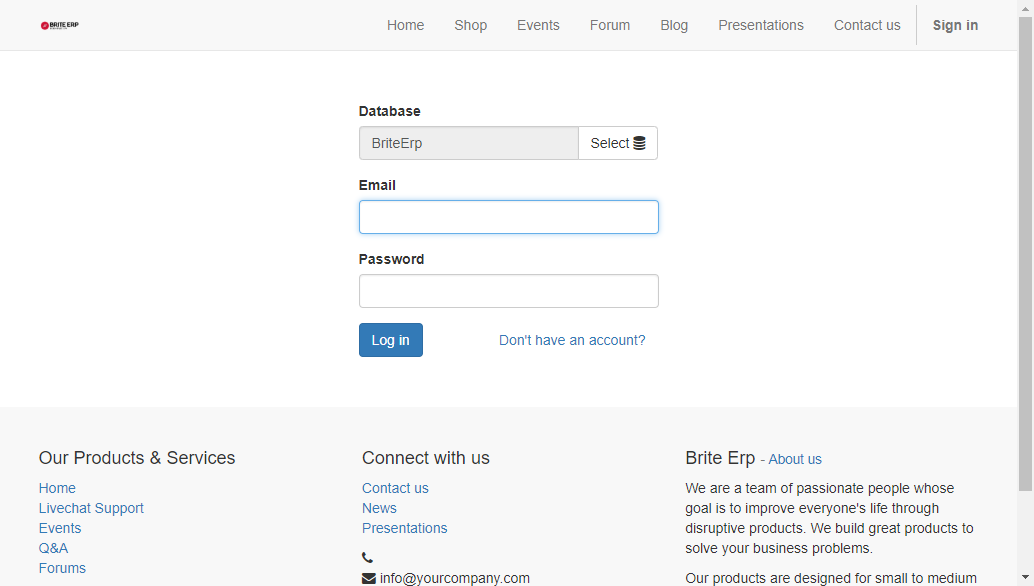 BRITE ERP
Home Shop Events Forum Blog Presentations Contact us Sign in
Database
BriteErp Select
Email
Password
Log in Don't have an account?
Our Products & Services
Home
Livechat Support
Events
Q&A
Forums
Connect with us
Contact us
News
Presentations
info@yourcompany.com
Brite Erp - About us
We are a team of passionate people whose
goal is to improve everyone's life through
disruptive products. We build great products to
solve your business problems.
Our products are designed for small to medium